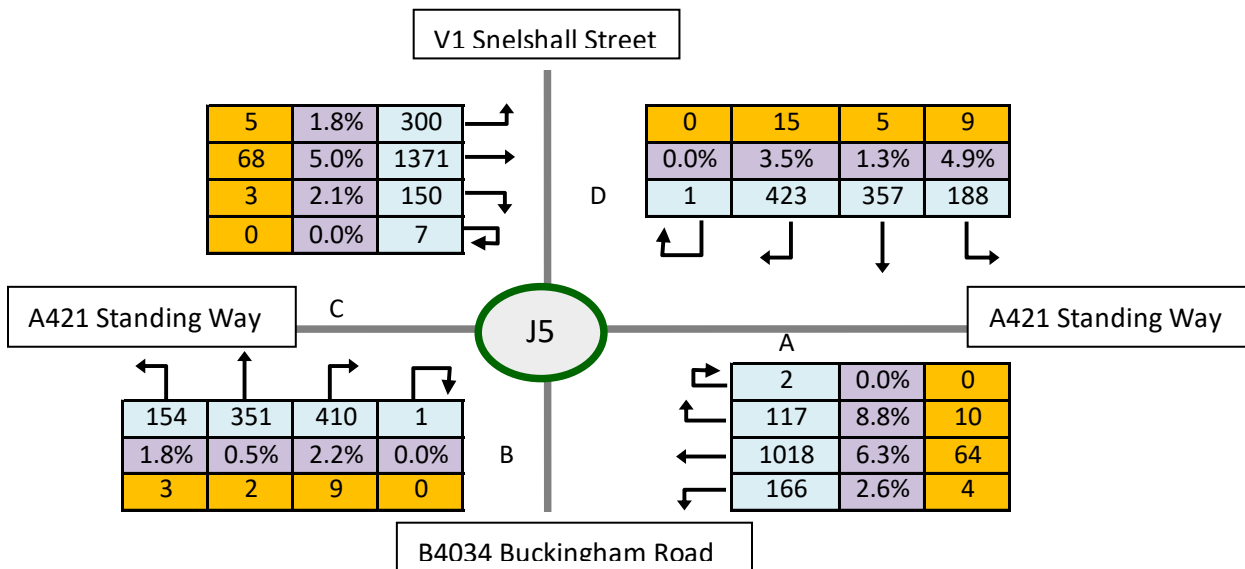 V1 Snelshall Street
5 1.8% 300
68 5.0% 1371
3 2.1% 150
0 0.0% 7
D
0 15 5 9
0.0% 3.5% 1.3% 4.9%
1 423 357 188
A421 Standing Way
C
J5
A421 Standing Way
A
154 351 410 1
1.8% 0.5% 2.2% 0.0%
3 2 9 0
B
2 0.0% 0
117 8.8% 10
1018 6.3% 64
166 2.6% 4
B4034 Buckingham Road